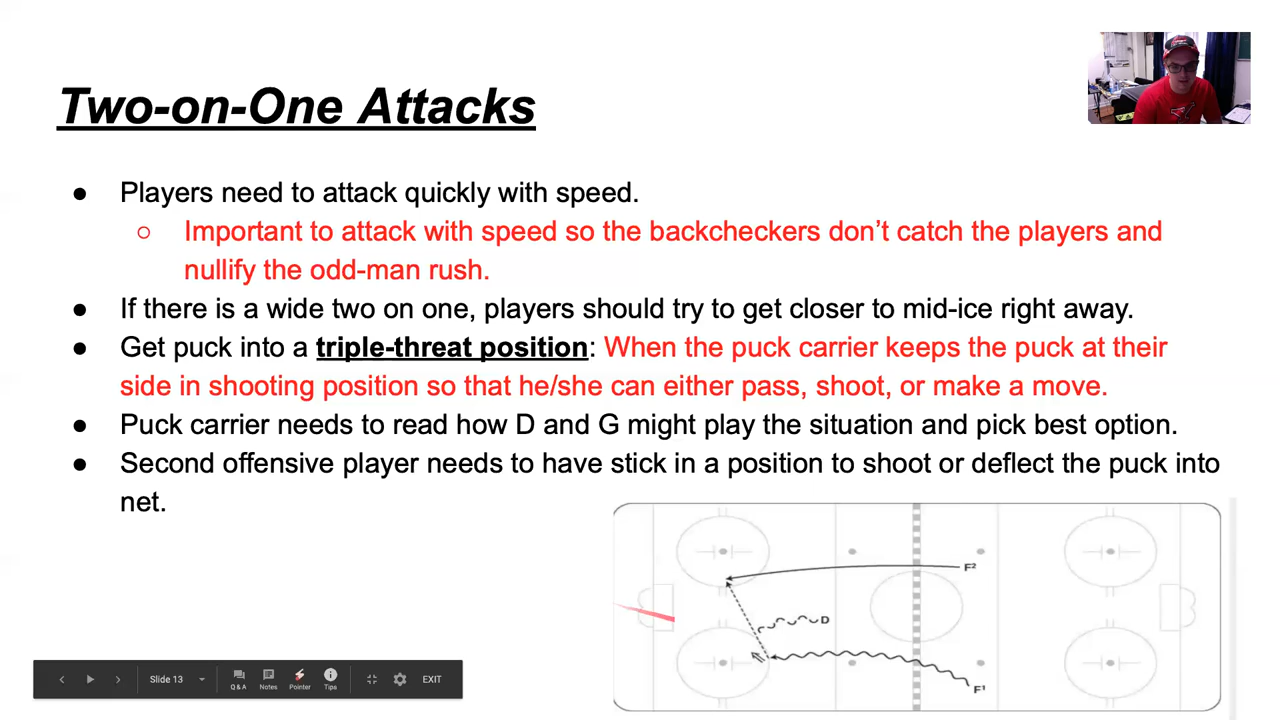 Two-on-One Attacks
● Players need to attack quickly with speed.
○ Important to attack with speed so the backcheckers don’t catch the players and
nullify the odd-man rush.
● If there is a wide two on one, players should try to get closer to mid-ice right away.
● Get puck into a triple-threat position: When the puck carrier keeps the puck at their
side in shooting position so that he/she can either pass, shoot, or make a move.
● Puck carrier needs to read how D and G might play the situation and pick best option.
● Second offensive player needs to have stick in a position to shoot or deflect the puck into
net.
F²
D
F¹
Slide 13
Q & A
Notes
Pointer
Tips
EXIT